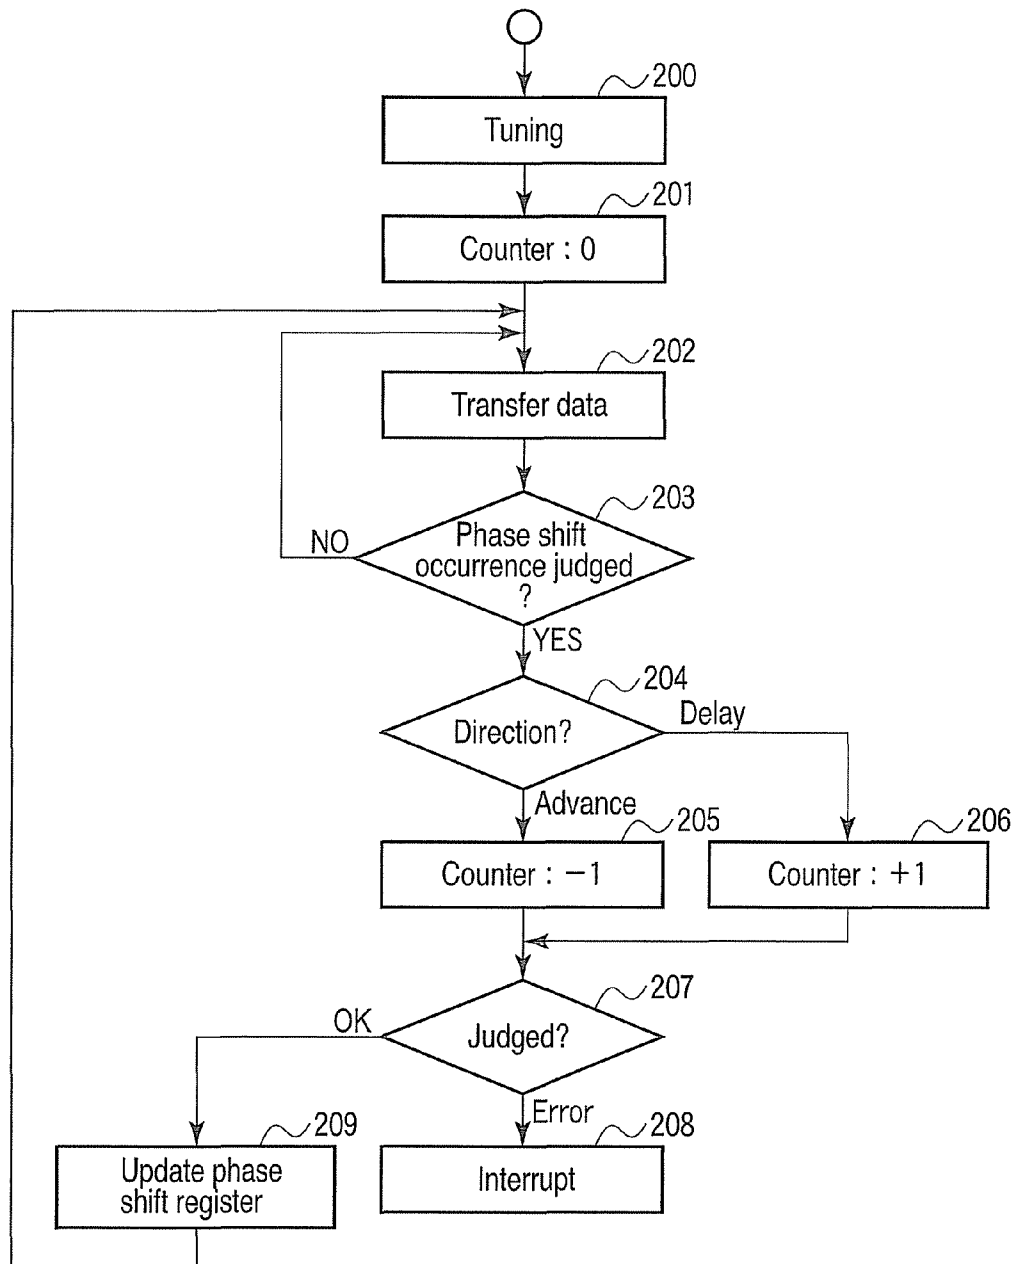 200
Tuning
201
Counter : 0
202
Transfer data
203
Phase shift
occurrence judged
?
NO
YES
204
Direction?
Delay
Advance
205
Counter : −1
206
Counter : +1
207
Judged?
OK
Error
209
Update phase
shift register
208
Interrupt